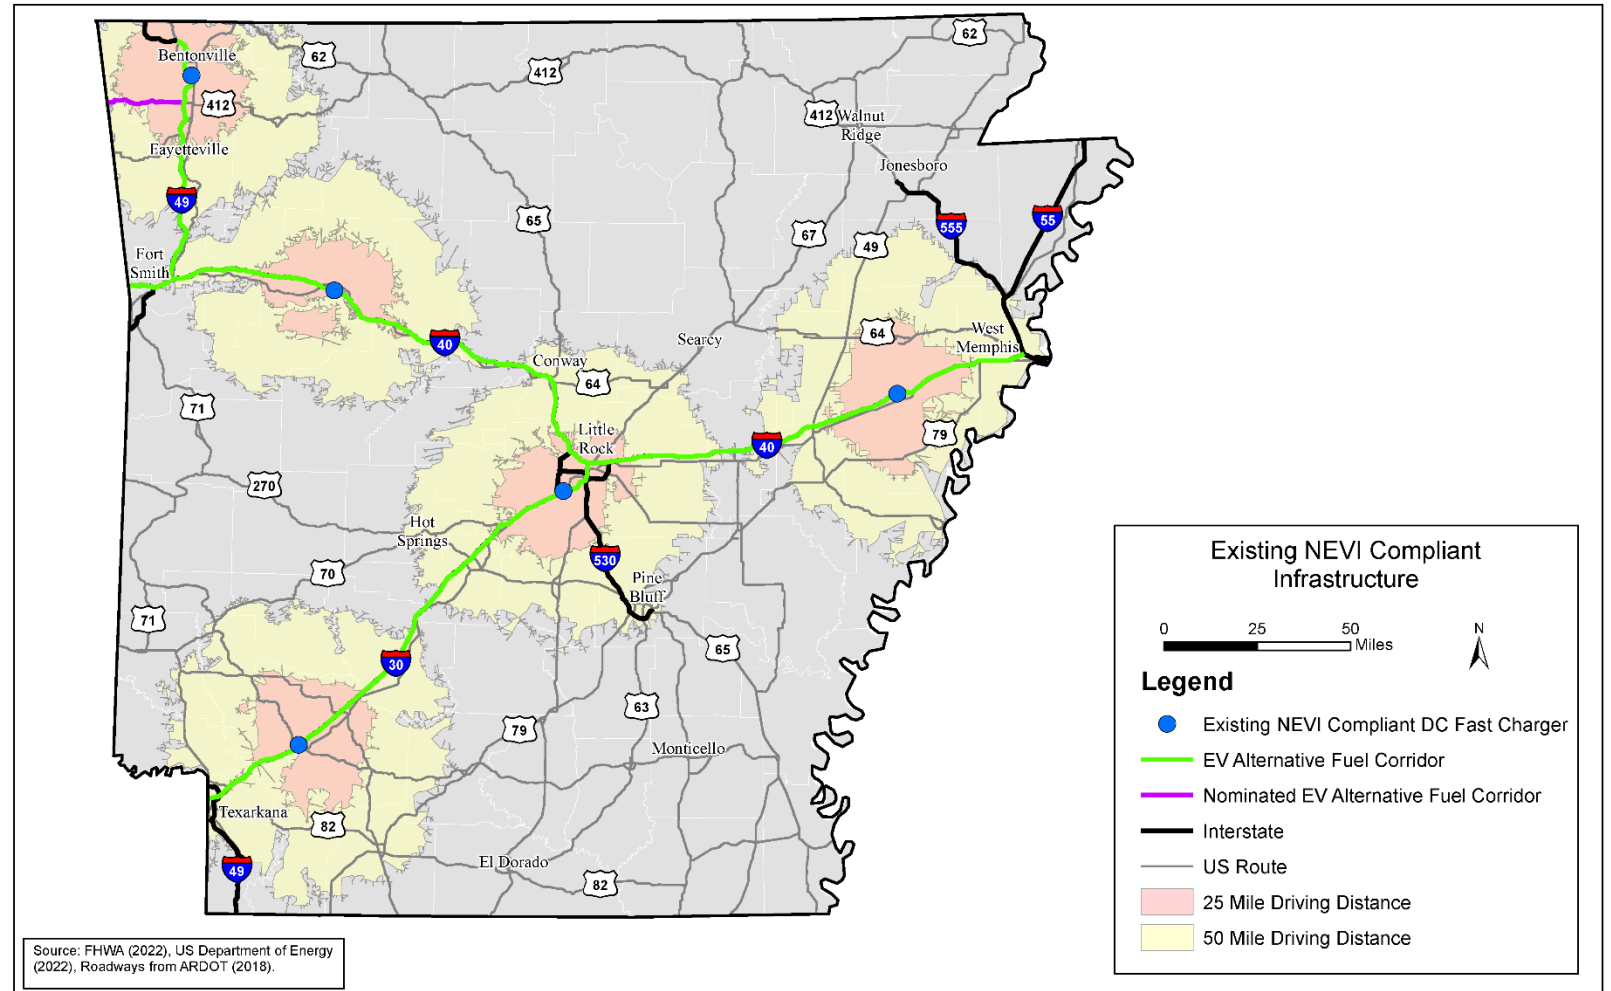 62
62
Bentonville
412
412
412
Walnut
Ridge
Fayetteville
Jonesboro
49
65
555
55
67
49
Fort
Smith
64
West
Memphis
Searcy
40
Conway
64
71
Little
Rock
40
79
270
Hot
Springs
530
70
Pine
Bluff
71
65
30
63
79
Monticello
Texarkana
82
El Dorado
49
82
Existing NEVI Compliant
Infrastructure
0 25 50
Miles
N
Legend
Existing NEVI Compliant DC Fast Charger
EV Alternative Fuel Corridor
Nominated EV Alternative Fuel Corridor
Interstate
US Route
25 Mile Driving Distance
50 Mile Driving Distance
Source: FHWA (2022), US Department of Energy
(2022), Roadways from ARDOT (2018).